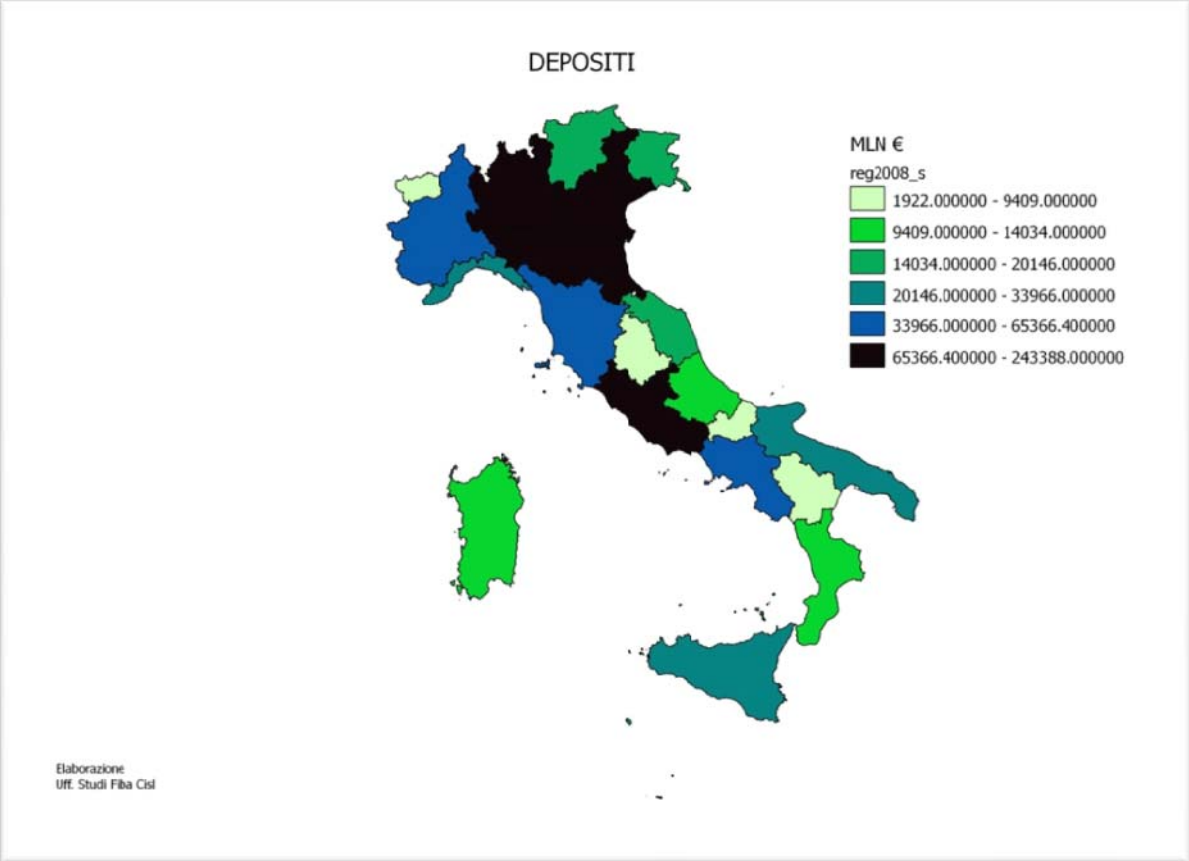 DEPOSITI
MLN €
reg2008_s
1922.000000 - 9409.000000
9409.000000 - 14034.000000
14034.000000 - 20146.000000
20146.000000 - 33966.000000
33966.000000 - 65366.400000
65366.400000 - 243388.000000
Elaborazione
Uff. Studi Fiba Cisl